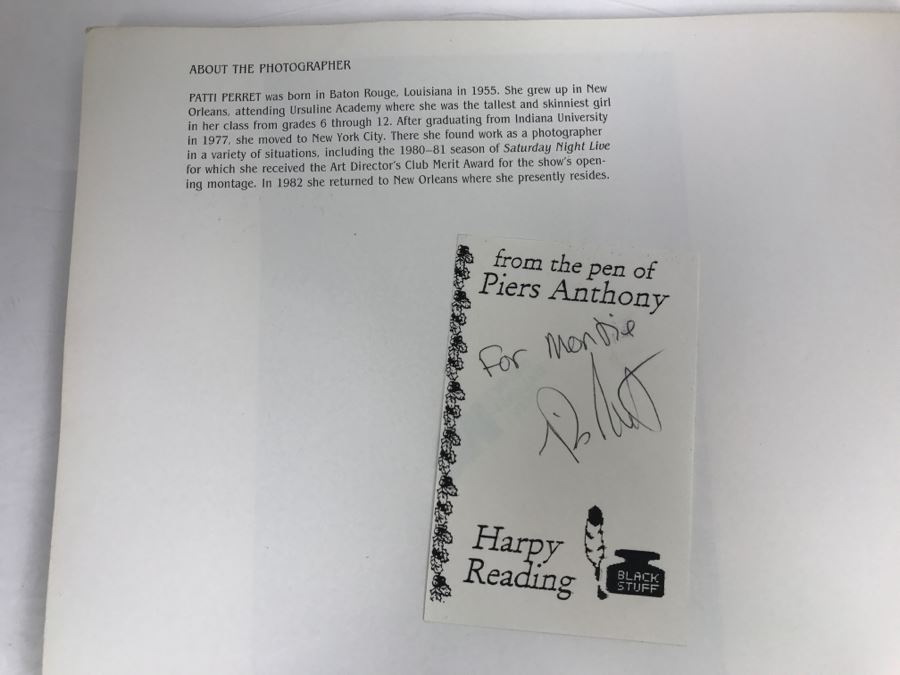 ABOUT THE PHOTOGRAPHER
PATTI PERRET was born in Baton Rouge, Louisiana in 1955. She grew up in New
Orleans, attending Ursuline Academy where she was the tallest and skinniest girl
in her class from grades 6 through 12. After graduating from Indiana University
in 1977, she moved to New York City. There she found work as a photographer
in a variety of situations, including the 1980–81 season of Saturday Night Live
for which she received the Art Director's Club Merit Award for the show's open-
ing montage. In 1982 she returned to New Orleans where she presently resides.
from the pen of
Piers Anthony
For Montie
Harpy
Reading
BLACK
STUFF